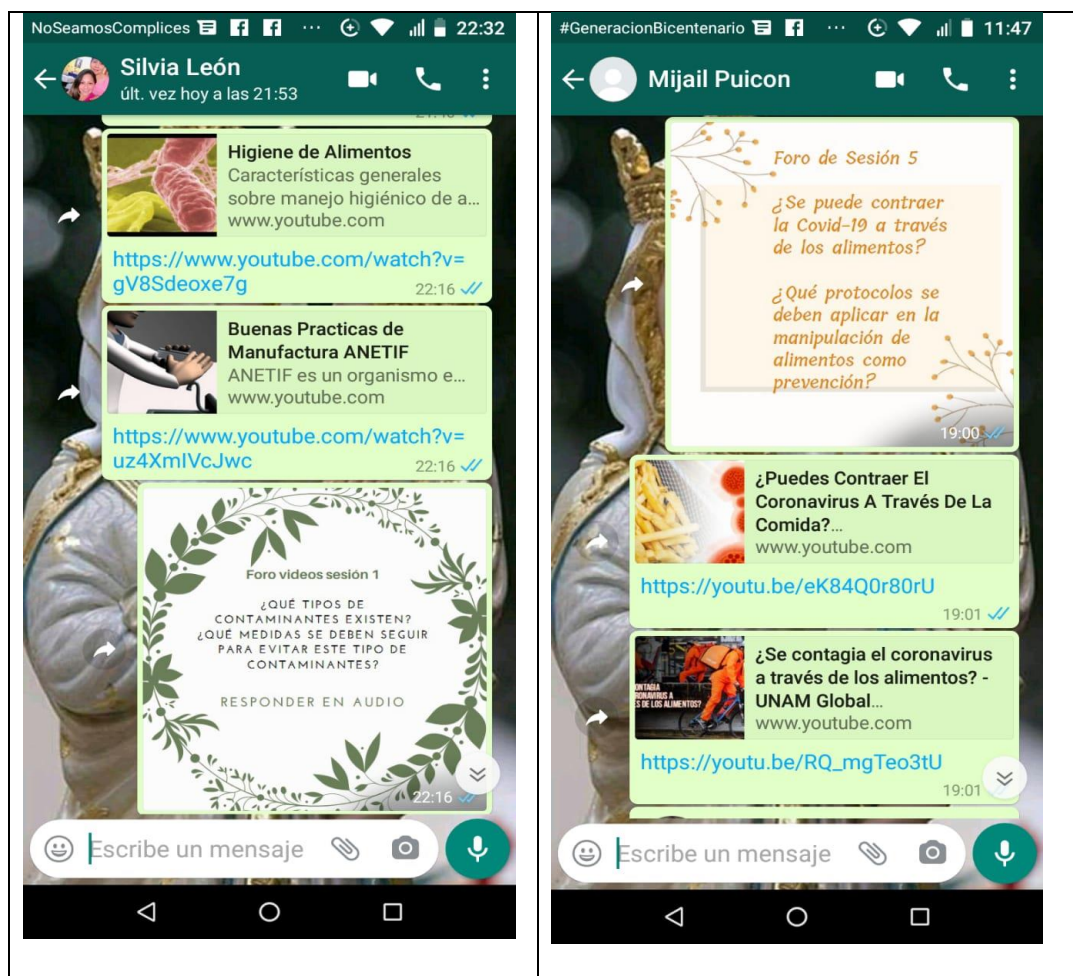 NoSeamosComplices 22:32
Silvia León
últ. vez hoy a las 21:53
Higiene de Alimentos
Características generales
sobre manejo higiénico de a...
www.youtube.com
https://www.youtube.com/watch?v=
gV8Sdeoxe7g
22:16
Buenas Practicas de
Manufactura ANETIF
ANETIF es un organismo e...
www.youtube.com
https://www.youtube.com/watch?v=
uz4XmIVcJwc
22:16
Foro videos sesión 1
¿QUÉ TIPOS DE
CONTAMINANTES EXISTEN?
¿QUÉ MEDIDAS SE DEBEN SEGUIR
PARA EVITAR ESTE TIPO DE
CONTAMINANTES?
RESPONDER EN AUDIO
22:16
Escribe un mensaje
#GeneracionBicentenario 11:47
Mijail Puicon
Foro de Sesión 5
¿Se puede contraer
la Covid-19 a través
de los alimentos?
¿Qué protocolos se
deben aplicar en la
manipulación de
alimentos como
prevención?
19:00
¿Puedes Contraer El
Coronavirus A Través De La
Comida?...
www.youtube.com
https://youtu.be/eK84Q0r80rU
19:01
¿Se contagia el coronavirus
a través de los alimentos? -
UNAM Global...
www.youtube.com
https://youtu.be/RQ_mgTeo3tU
19:01
Escribe un mensaje